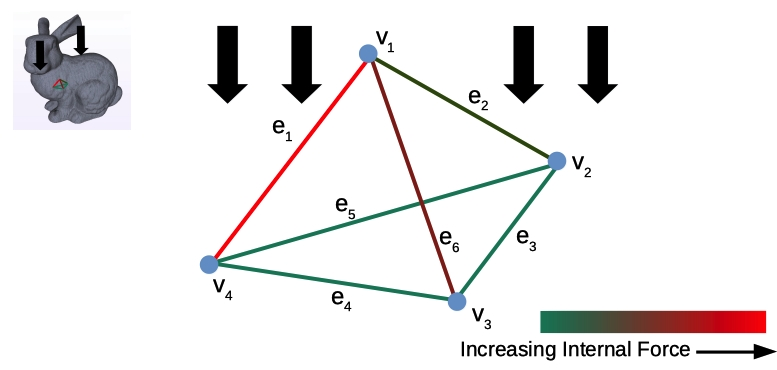 v1
e2
e1
v2
e5
e6
e3
v4
e4
v3
Increasing Internal Force